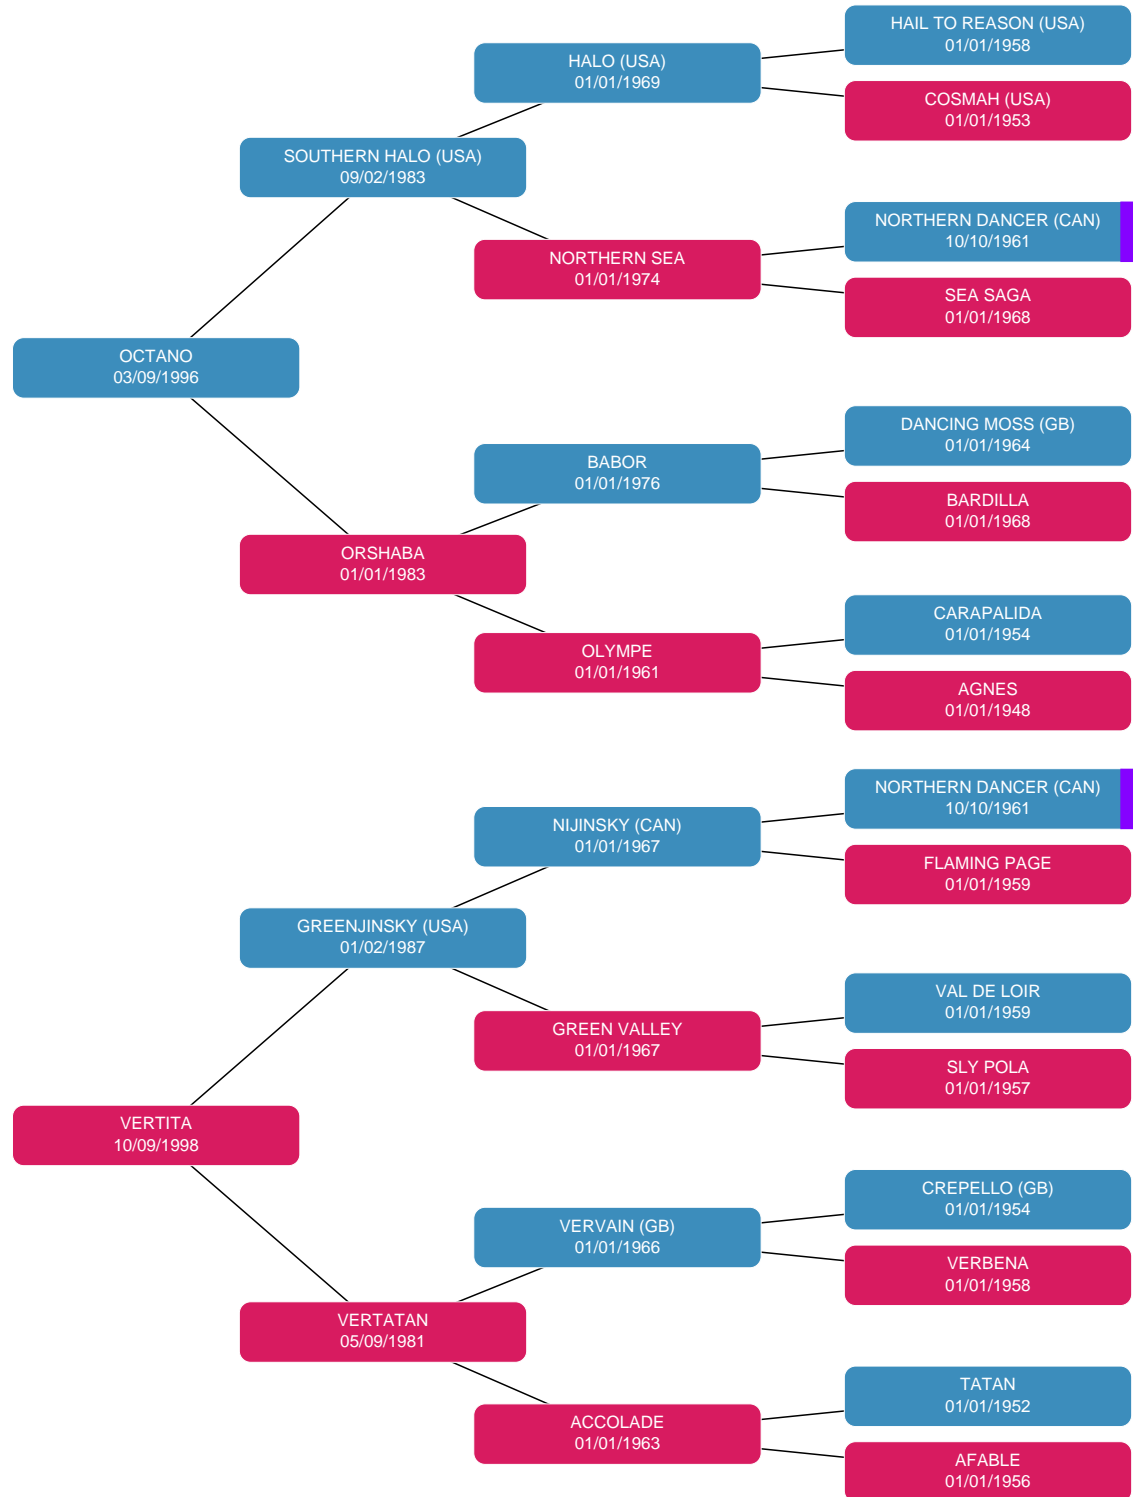 HAIL TO REASON (USA)
01/01/1958
HALO (USA)
01/01/1969
COSMAH (USA)
01/01/1953
SOUTHERN HALO (USA)
09/02/1983
NORTHERN DANCER (CAN)
10/10/1961
NORTHERN SEA
01/01/1974
SEA SAGA
01/01/1968
OCTANO
03/09/1996
DANCING MOSS (GB)
01/01/1964
BABOR
01/01/1976
BARDILLA
01/01/1968
ORSHABA
01/01/1983
CARAPALIDA
01/01/1954
OLYMPE
01/01/1961
AGNES
01/01/1948
NORTHERN DANCER (CAN)
10/10/1961
NIJINSKY (CAN)
01/01/1967
FLAMING PAGE
01/01/1959
GREENJINSKY (USA)
01/02/1987
VAL DE LOIR
01/01/1959
GREEN VALLEY
01/01/1967
SLY POLA
01/01/1957
VERTITA
10/09/1998
CREPELLO (GB)
01/01/1954
VERVAIN (GB)
01/01/1966
VERBENA
01/01/1958
VERTATAN
05/09/1981
TATAN
01/01/1952
ACCOLADE
01/01/1963
AFABLE
01/01/1956